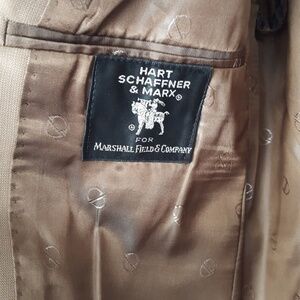 HART
SCHAFFNER
& MARX
®
FOR
MARSHALL FIELD & COMPANY